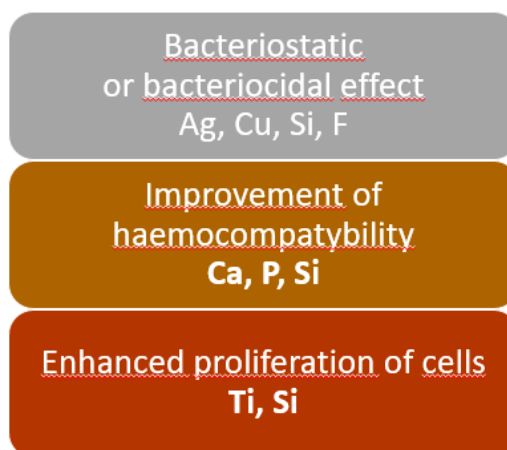 Bacteriostatic
or bacteriocidal effect
Ag, Cu, Si, F
Improvement of
haemocompatybility
Ca, P, Si
Enhanced proliferation of cells
Ti, Si